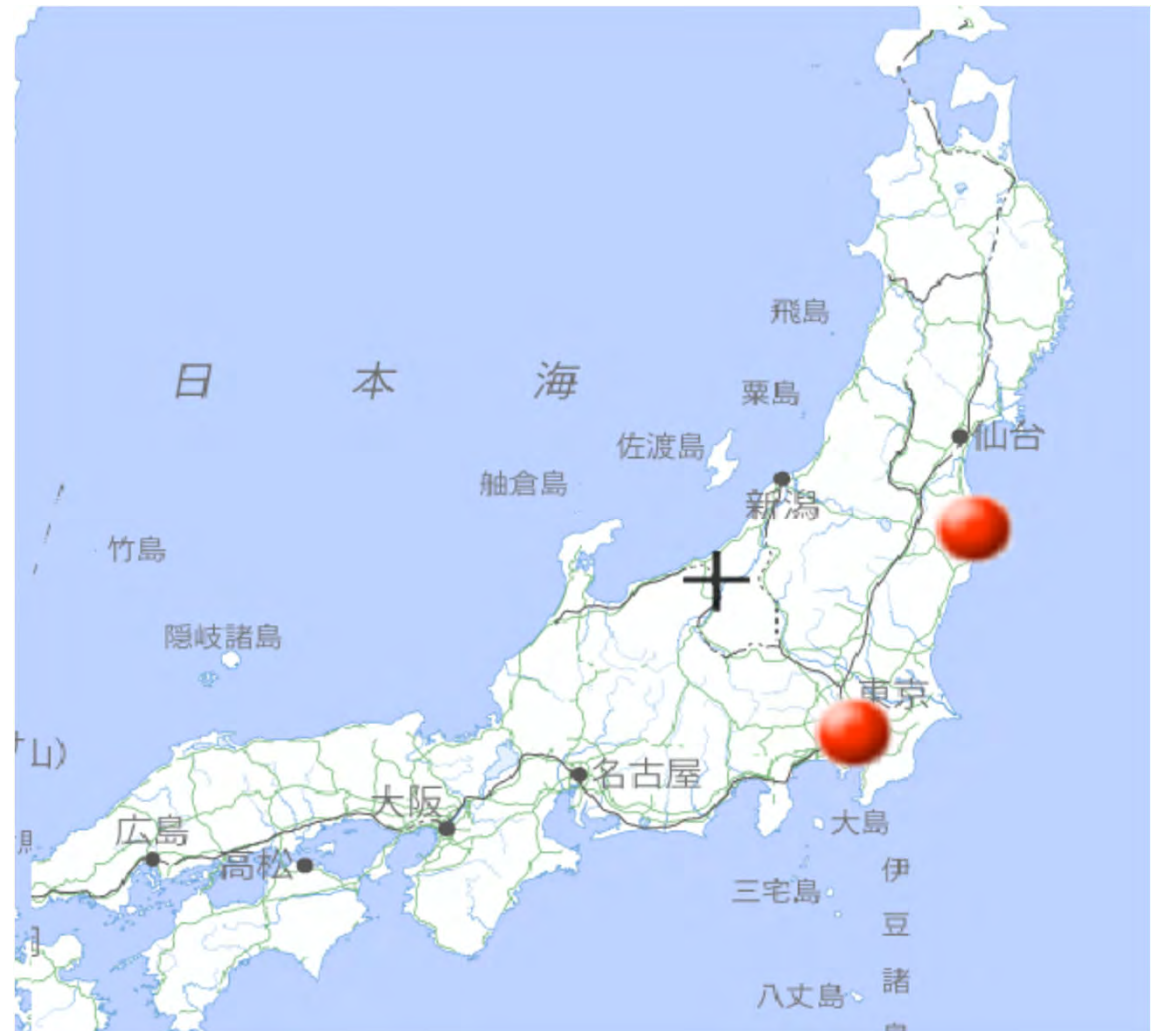 飛島
日 本 海
粟島
仙台
佐渡島
舳倉島
新潟
竹島
隠岐諸島
東京
山)
名古屋
大阪
大島
広島
高松
伊
三宅島
豆
諸
八丈島